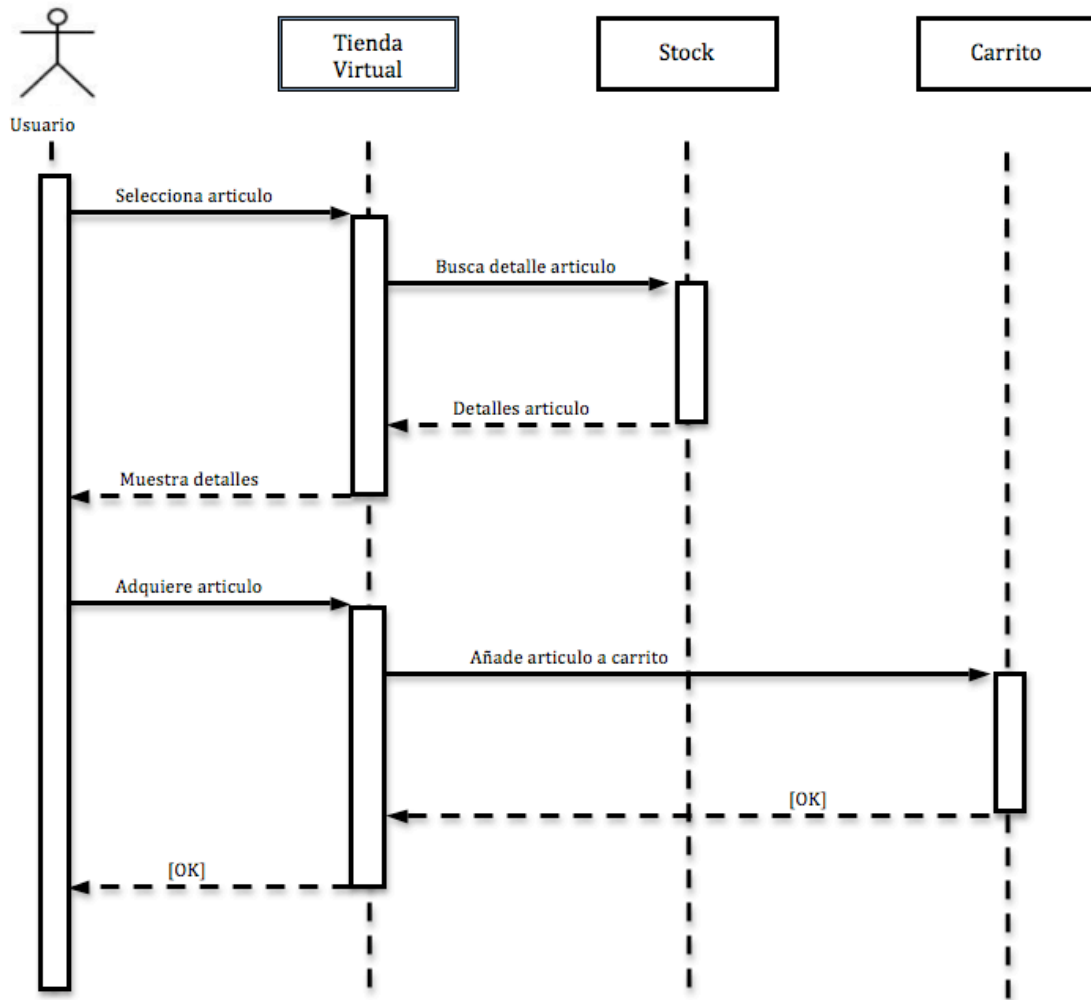 Tienda
Virtual
Stock
Carrito
Usuario
Selecciona articulo
Busca detalle articulo
Detalles articulo
Muestra detalles
Adquiere articulo
Añade articulo a carrito
[OK]
[OK]